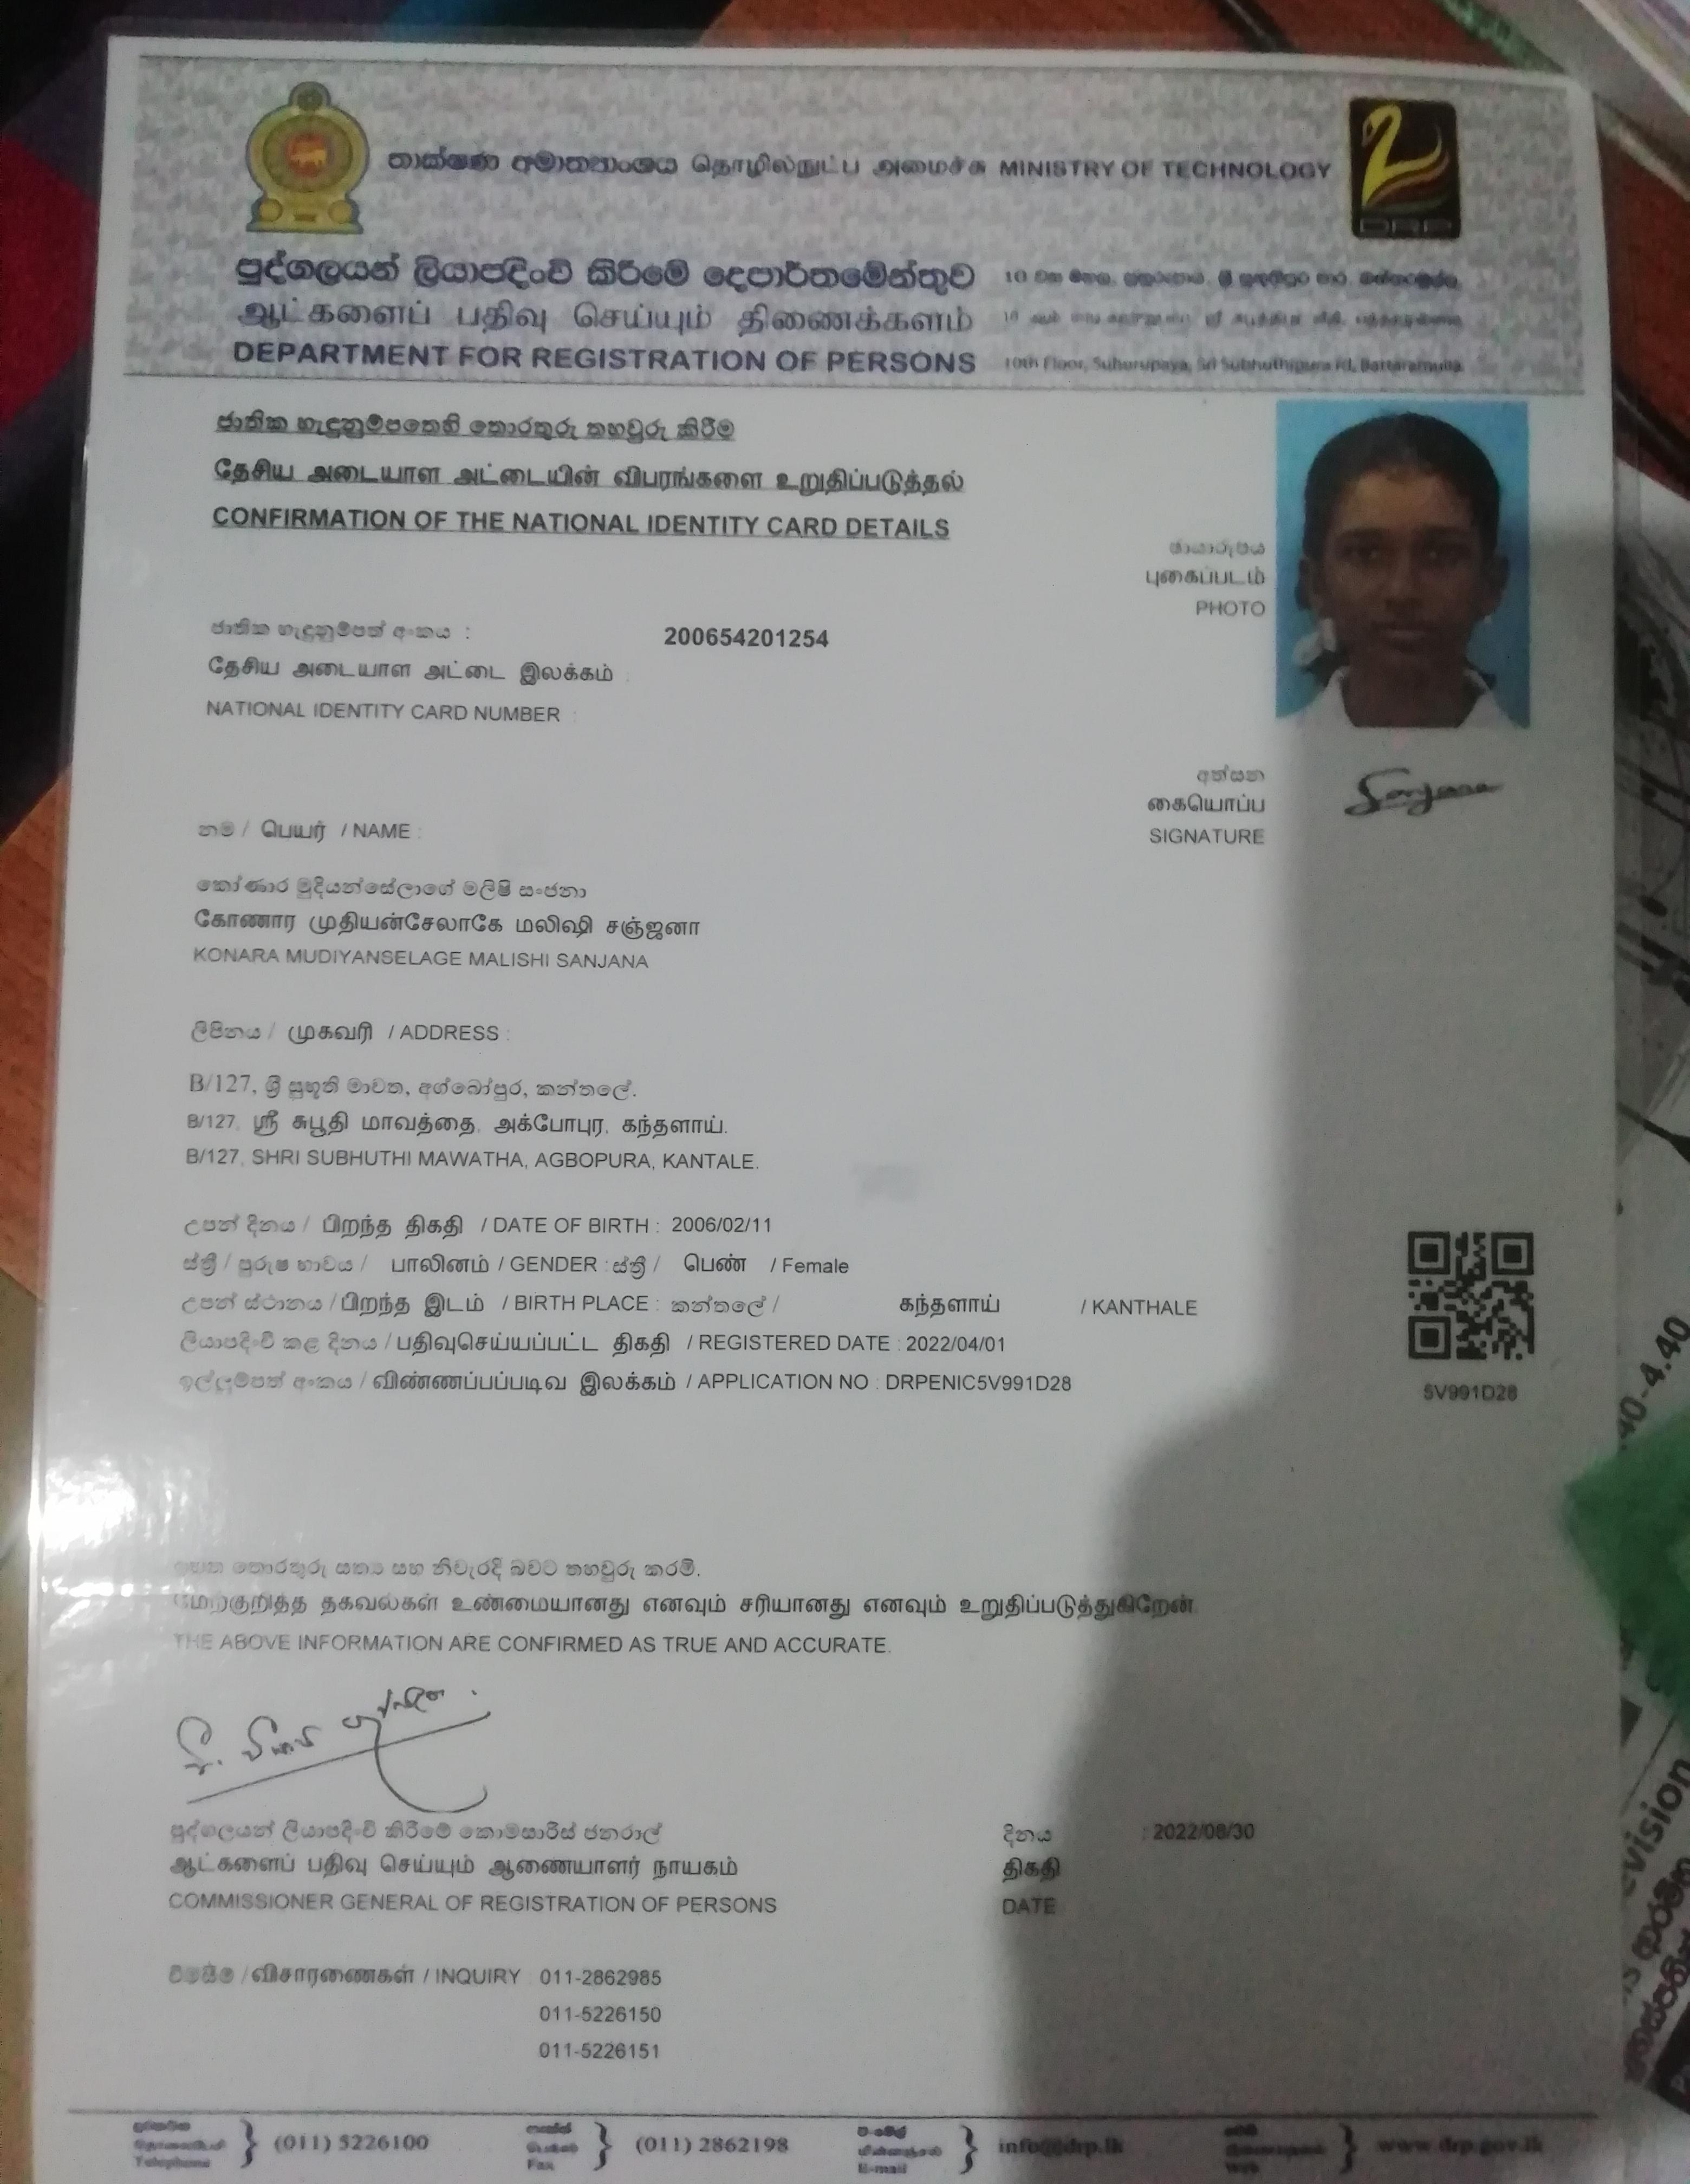 තාක්ෂණ අමාත්‍යාංශය தொழில்நுட்ப அமைச்சு MINISTRY OF TECHNOLOGY
DRP
පුද්ගලයන් ලියාපදිංචි කිරීමේ දෙපාර්තමේන්තුව
ஆட்களைப் பதிவு செய்யும் திணைக்களம்
DEPARTMENT FOR REGISTRATION OF PERSONS 10th Floor, Suhurupaya, Sri Subhuthipura Rd, Battaramulla.
ජාතික හැඳුනුම්පතෙහි තොරතුරු තහවුරු කිරීම
தேசிய அடையாள அட்டையின் விபரங்களை உறுதிப்படுத்தல்
CONFIRMATION OF THE NATIONAL IDENTITY CARD DETAILS
ඡායාරූපය
புகைப்படம்
PHOTO
ජාතික හැඳුනුම්පත් අංකය : 200654201254
தேசிய அடையாள அட்டை இலக்கம் :
NATIONAL IDENTITY CARD NUMBER :
අත්සන
கையொப்ப
SIGNATURE
Sanjana
නම / பெயர் / NAME :
කෝණාර මුදියන්සේලාගේ මලිෂි සංජනා
கோணார முதியன்சேலாகே மலிஷி சஞ்ஜனா
KONARA MUDIYANSELAGE MALISHI SANJANA
ලිපිනය / முகவரி / ADDRESS :
B/127, ශ්‍රී සුභූති මාවත, අග්බෝපුර, කන්තලේ.
B/127, ஸ்ரீ சுபூதி மாவத்தை, அக்போபுர, கந்தளாய்.
B/127, SHRI SUBHUTHI MAWATHA, AGBOPURA, KANTALE.
උපන් දිනය / பிறந்த திகதி / DATE OF BIRTH : 2006/02/11
ස්ත්‍රී / පුරුෂ භාවය / பாலினம் / GENDER : ස්ත්‍රී / பெண் / Female
උපන් ස්ථානය / பிறந்த இடம் / BIRTH PLACE : කන්තලේ / கந்தளாய் / KANTHALE
ලියාපදිංචි කළ දිනය / பதிவுசெய்யப்பட்ட திகதி / REGISTERED DATE : 2022/04/01
ඉල්ලුම්පත් අංකය / விண்ணப்பப்படிவ இலக்கம் / APPLICATION NO : DRPENIC5V991D28
5V991D28
ඉහත තොරතුරු සත්‍ය සහ නිවැරදි බවට තහවුරු කරමි.
மேற்குறித்த தகவல்கள் உண்மையானது எனவும் சரியானது எனவும் உறுதிப்படுத்துகிறேன்
THE ABOVE INFORMATION ARE CONFIRMED AS TRUE AND ACCURATE.
පුද්ගලයන් ලියාපදිංචි කිරීමේ කොමසාරිස් ජනරාල්
ஆட்களைப் பதிவு செய்யும் ஆணையாளர் நாயகம்
COMMISSIONER GENERAL OF REGISTRATION OF PERSONS
දිනය : 2022/08/30
திகதி
DATE
විමසීම / விசாரணைகள் / INQUIRY 011-2862985
011-5226150
011-5226151
Telephone (011) 5226100
Fax (011) 2862198
E-mail info@drp.lk
Web www.drp.gov.lk
.40-4.40
evision